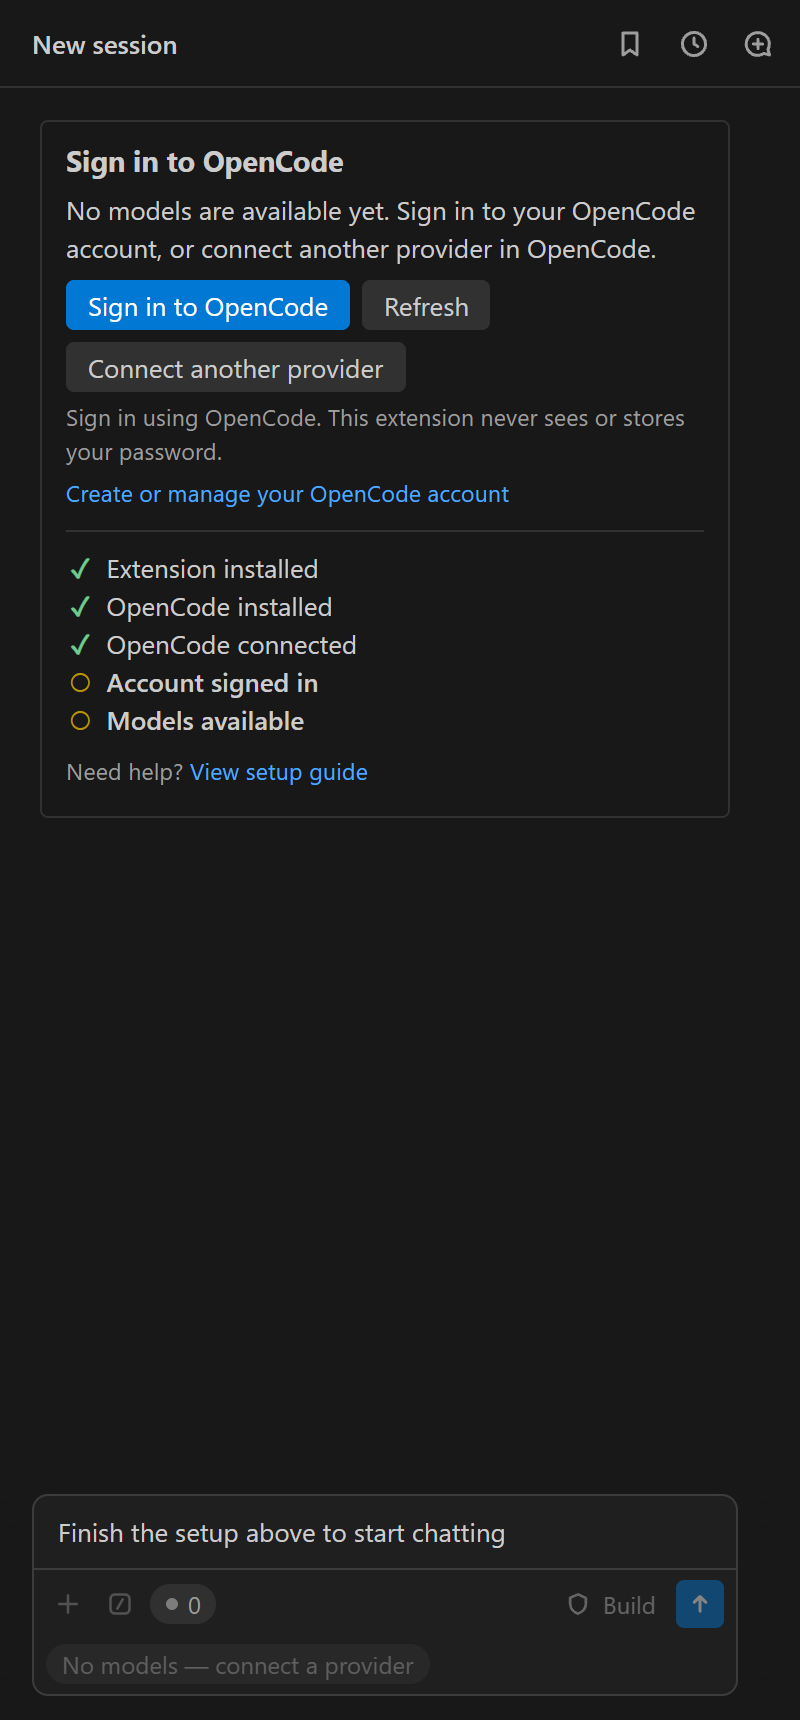 New session
Sign in to OpenCode
No models are available yet. Sign in to your OpenCode
account, or connect another provider in OpenCode.
Sign in to OpenCode
Refresh
Connect another provider
Sign in using OpenCode. This extension never sees or stores
your password.
Create or manage your OpenCode account
Extension installed
OpenCode installed
OpenCode connected
Account signed in
Models available
Need help? View setup guide
Finish the setup above to start chatting
0
Build
No models — connect a provider